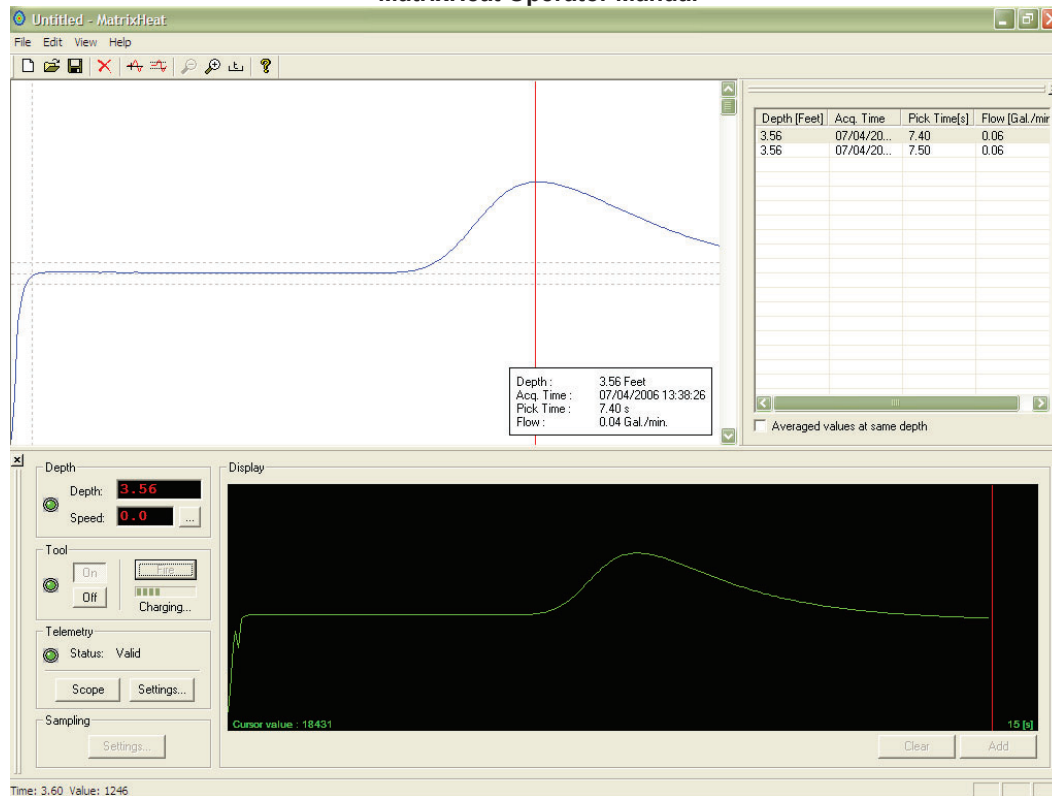 MatrixHeat Operator Manual
Untitled - MatrixHeat
File Edit View Help
Depth [Feet] Acq. Time Pick Time[s] Flow [Gal./min
3.56 07/04/20... 7.40 0.06
3.56 07/04/20... 7.50 0.06
Depth : 3.56 Feet
Acq. Time : 07/04/2006 13:38:26
Pick Time : 7.40 s
Flow : 0.04 Gal./min.
Averaged values at same depth
Depth
Depth: 3.56
Speed: 0.0 ...
Tool
On
Off
Fire
Charging...
Telemetry
Status: Valid
Scope Settings...
Sampling
Settings...
Display
Cursor value : 18431
15 [s]
Clear Add
Time: 3.60 Value: 1246